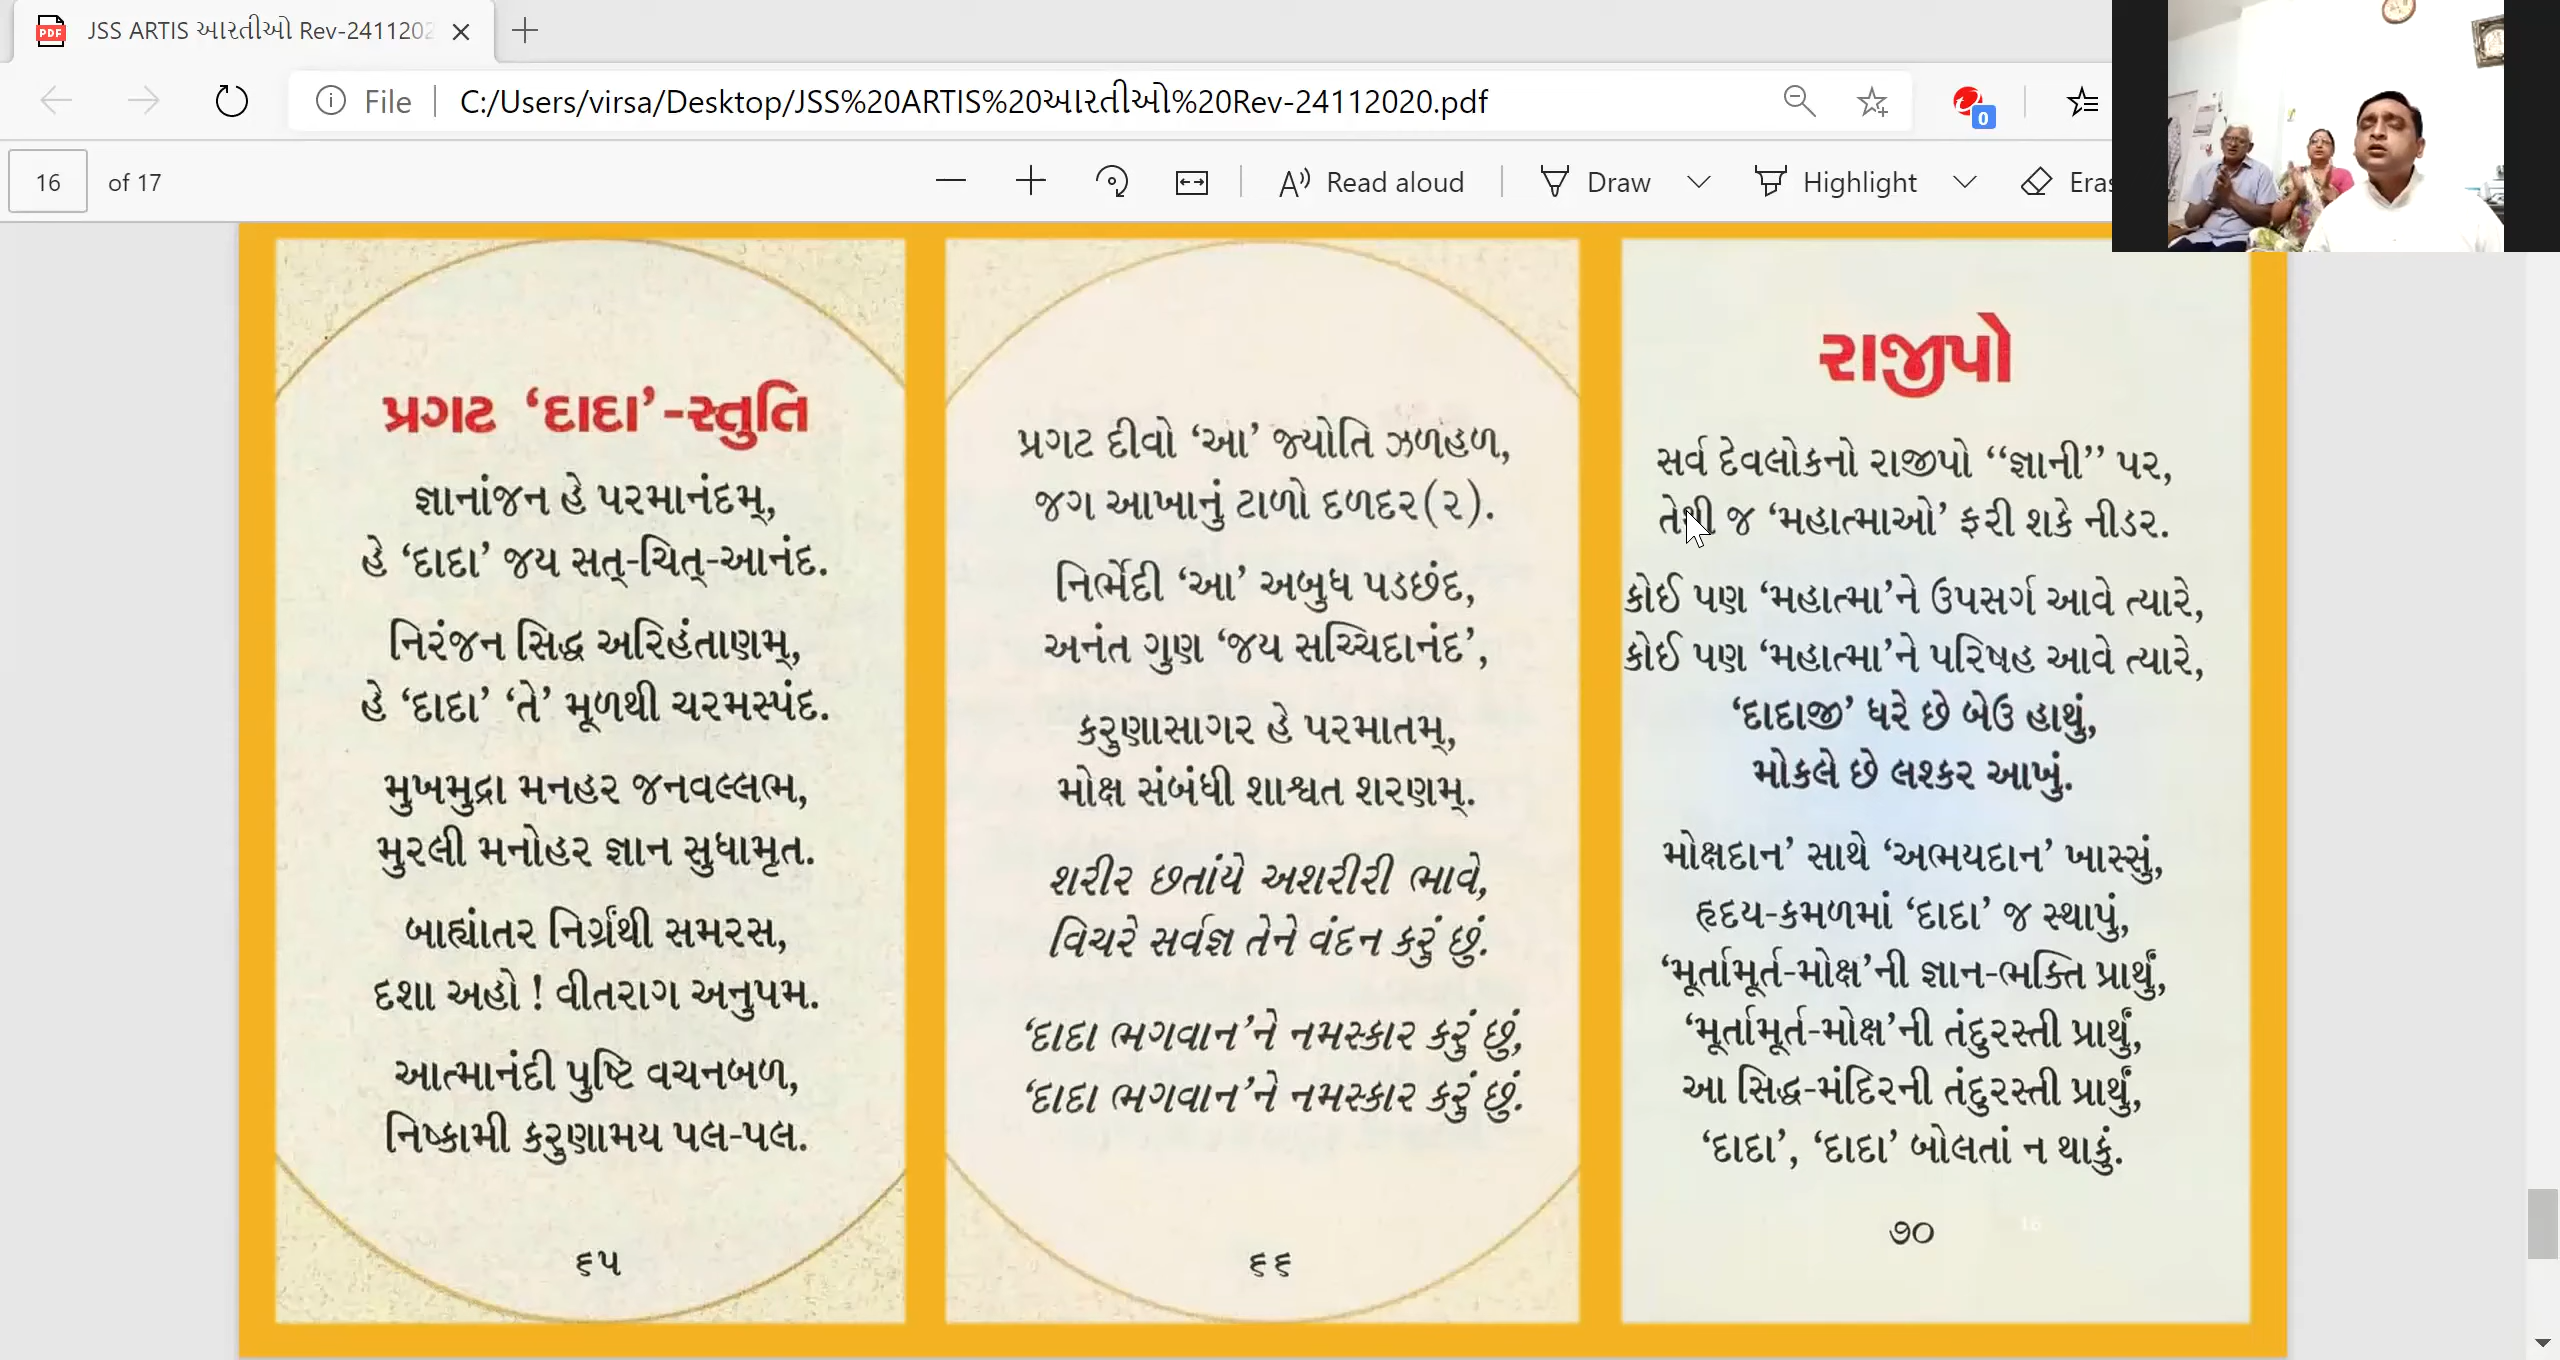 JSS ARTIS આરતીઓ Rev-2411202
File
C:/Users/virsa/Desktop/JSS%20ARTIS%20આરતીઓ%20Rev-24112020.pdf
0
16 of 17
Read aloud
Draw
Highlight
Eras
પ્રગટ ‘દાદા’-સ્તુતિ
જ્ઞાનાંજન હે પરમાનંદમ્,
હે ‘દાદા’ જય સત્-ચિત્-આનંદ.
નિરંજન સિદ્ધ અરિહંતાણમ્,
હે ‘દાદા’ ‘તે’ મૂળથી ચરમસ્પંદ.
મુખમુદ્રા મનહર જનવલ્લભ,
મુરલી મનોહર જ્ઞાન સુધામૃત.
બાહ્યાંતર નિર્ગ્રંથી સમરસ,
દશા અહો ! વીતરાગ અનુપમ.
આત્માનંદી પુષ્ટિ વચનબળ,
નિષ્કામી કરુણામય પલ-પલ.
૬૫
પ્રગટ દીવો ‘આ’ જ્યોતિ ઝળહળ,
જગ આખાનું ટાળો દળદર(૨).
નિર્ભેદી ‘આ’ અબુધ પડછંદ,
અનંત ગુણ ‘જય સચ્ચિદાનંદ’,
કરુણાસાગર હે પરમાતમ્,
મોક્ષ સંબંધી શાશ્વત શરણમ્.
શરીર છતાંયે અશરીરી ભાવે,
વિચરે સર્વજ્ઞ તેને વંદન કરું છું.
‘દાદા ભગવાન’ને નમસ્કાર કરું છું,
‘દાદા ભગવાન’ને નમસ્કાર કરું છું.
૬૬
રાજીપો
સર્વ દેવલોકનો રાજીપો “જ્ઞાની” પર,
તેથી જ ‘મહાત્માઓ’ ફરી શકે નીડર.
કોઈ પણ ‘મહાત્મા’ને ઉપસર્ગ આવે ત્યારે,
કોઈ પણ ‘મહાત્મા’ને પરિષહ આવે ત્યારે,
‘દાદાજી’ ધરે છે બેઉ હાથું,
મોકલે છે લશ્કર આખું.
મોક્ષદાન’ સાથે ‘અભયદાન’ ખાસ્સું,
હૃદય-કમળમાં ‘દાદા’ જ સ્થાપું,
‘મૂર્તામૂર્ત-મોક્ષ’ની જ્ઞાન-ભક્તિ પ્રાર્થું,
‘મૂર્તામૂર્ત-મોક્ષ’ની તંદુરસ્તી પ્રાર્થું,
આ સિદ્ધ-મંદિરની તંદુરસ્તી પ્રાર્થું,
‘દાદા’, ‘દાદા’ બોલતાં ન થાકું.
૭૦
16